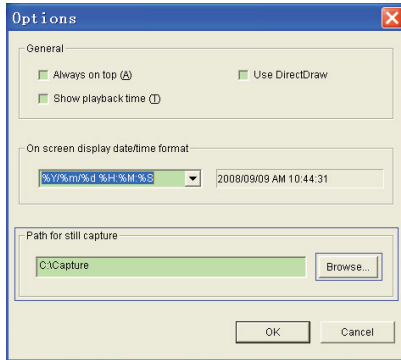 Options
General
Always on top (A)
Use DirectDraw
Show playback time (T)
On screen display date/time format
%Y/%m/%d %H:%M:%S
2008/09/09 AM 10:44:31
Path for still capture
C:\Capture
Browse...
OK
Cancel